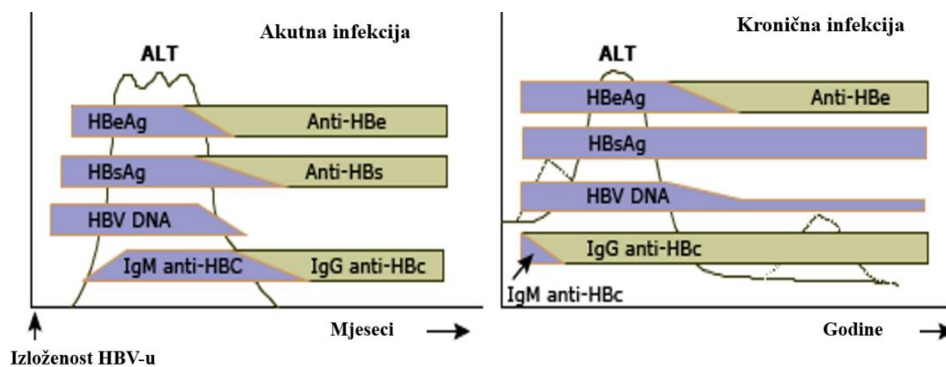 Akutna infekcija
ALT
HBeAg
Anti-HBe
HBsAg
Anti-HBs
HBV DNA
IgM anti-HBC
IgG anti-HBc
Mjeseci
Izloženost HBV-u
Kronična infekcija
ALT
HBeAg
Anti-HBe
HBsAg
HBV DNA
IgG anti-HBc
IgM anti-HBc
Godine